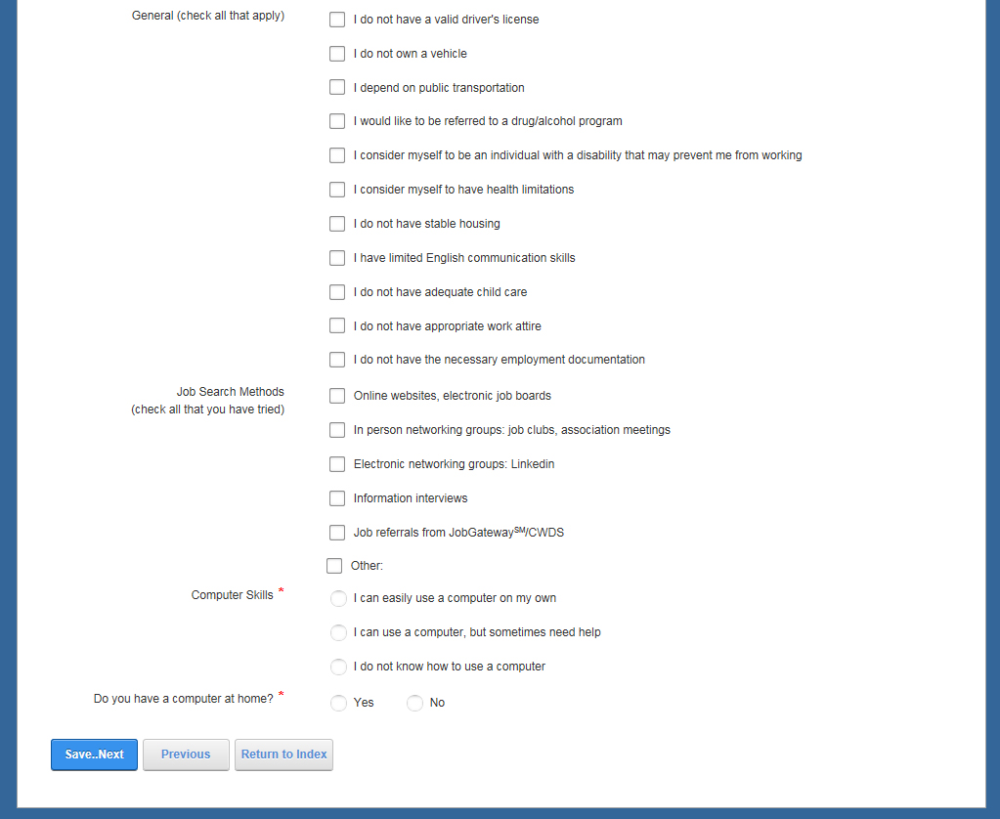 General (check all that apply)
I do not have a valid driver's license
I do not own a vehicle
I depend on public transportation
I would like to be referred to a drug/alcohol program
I consider myself to be an individual with a disability that may prevent me from working
I consider myself to have health limitations
I do not have stable housing
I have limited English communication skills
I do not have adequate child care
I do not have appropriate work attire
I do not have the necessary employment documentation
Job Search Methods
(check all that you have tried)
Online websites, electronic job boards
In person networking groups: job clubs, association meetings
Electronic networking groups: Linkedin
Information interviews
Job referrals from JobGateway℠/CWDS
Other:
Computer Skills *
I can easily use a computer on my own
I can use a computer, but sometimes need help
I do not know how to use a computer
Do you have a computer at home? *
Yes No
Save..Next Previous Return to Index